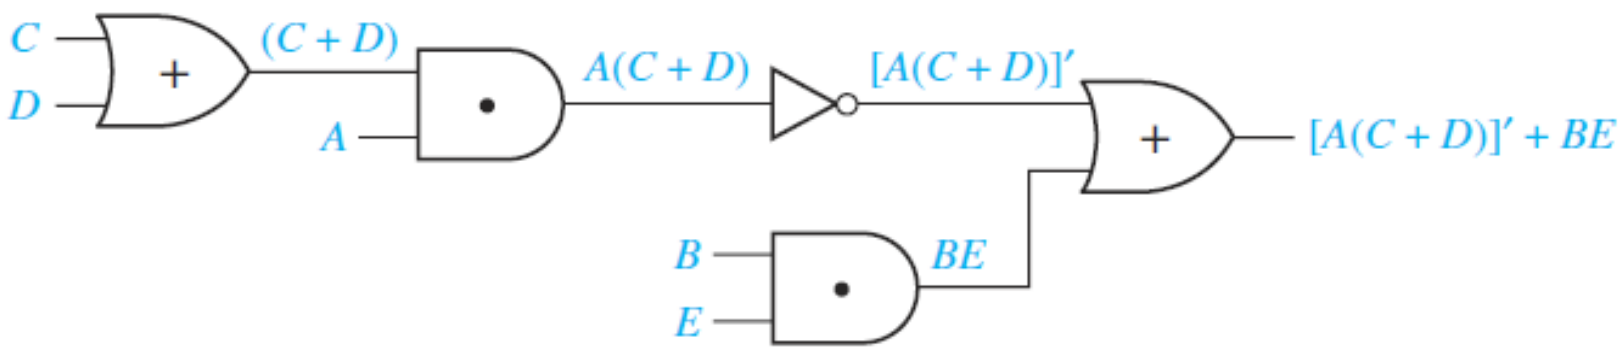 C
D
+
(C + D)
A
•
A(C + D)
[A(C + D)]′
+
[A(C + D)]′ + BE
B
E
•
BE